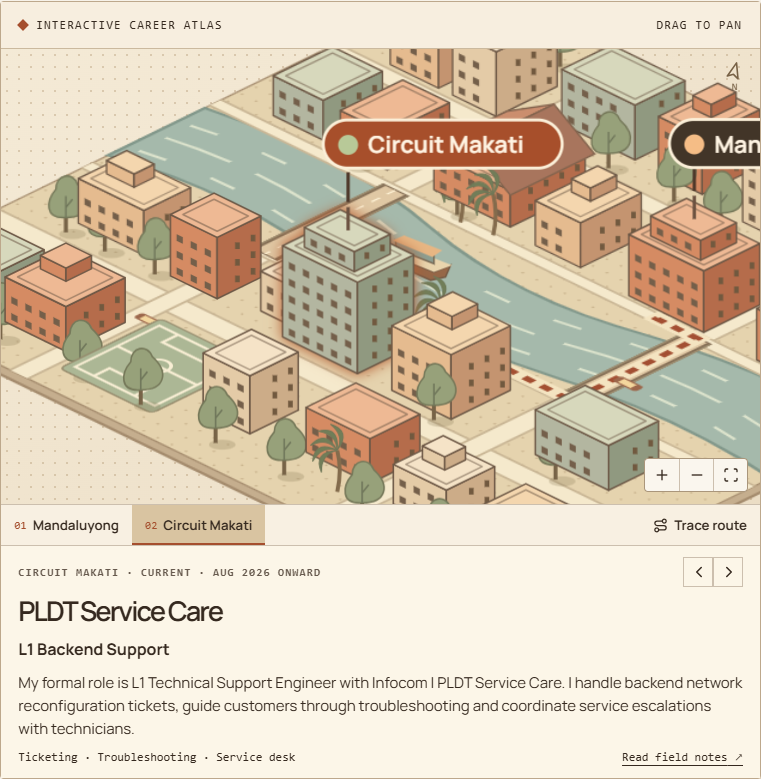 INTERACTIVE CAREER ATLAS
DRAG TO PAN
N
Circuit Makati
Man
01 Mandaluyong
02 Circuit Makati
Trace route
CIRCUIT MAKATI · CURRENT · AUG 2026 ONWARD
PLDT Service Care
L1 Backend Support
My formal role is L1 Technical Support Engineer with Infocom | PLDT Service Care. I handle backend network
reconfiguration tickets, guide customers through troubleshooting and coordinate service escalations
with technicians.
Ticketing · Troubleshooting · Service desk
Read field notes ↗